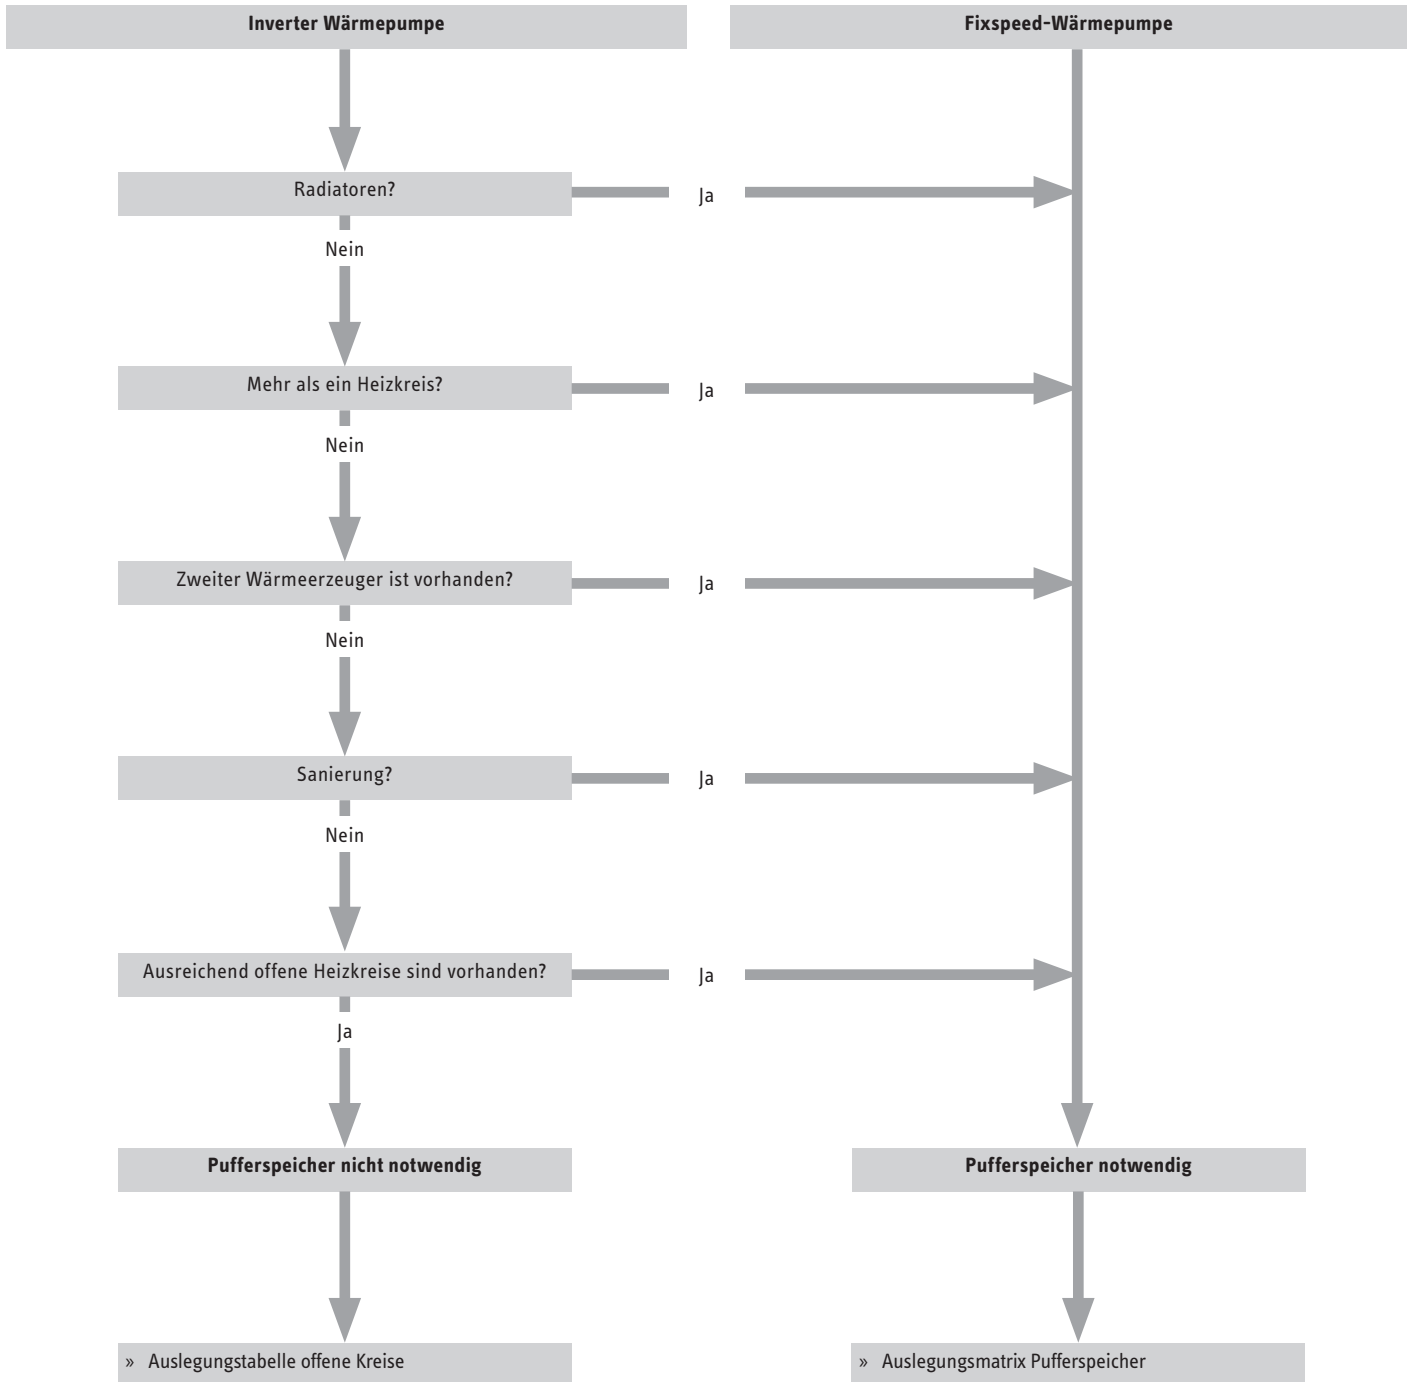 Inverter Wärmepumpe
Fixspeed-Wärmepumpe
Radiatoren?
Ja
Nein
Mehr als ein Heizkreis?
Ja
Nein
Zweiter Wärmeerzeuger ist vorhanden?
Ja
Nein
Sanierung?
Ja
Nein
Ausreichend offene Heizkreise sind vorhanden?
Ja
Ja
Pufferspeicher nicht notwendig
Pufferspeicher notwendig
» Auslegungstabelle offene Kreise
» Auslegungsmatrix Pufferspeicher